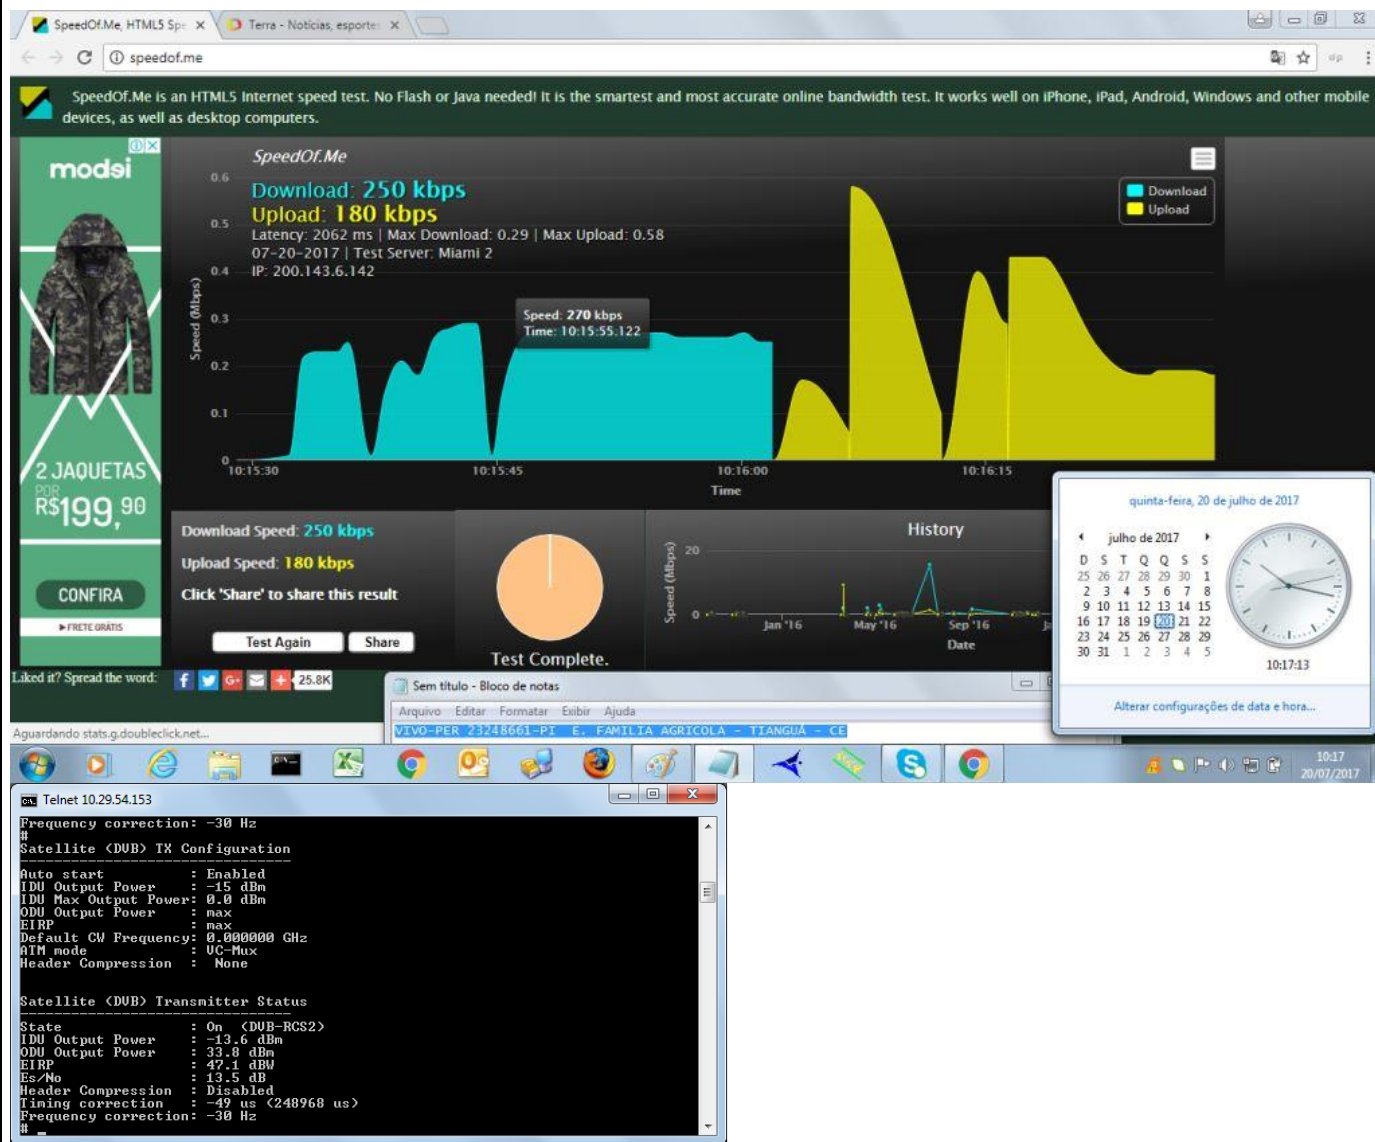 SpeedOf.Me, HTML5 Spe
Terra - Notícias, esporte
speedof.me
SpeedOf.Me is an HTML5 Internet speed test. No Flash or Java needed! It is the smartest and most accurate online bandwidth test. It works well on iPhone, iPad, Android, Windows and other mobile
devices, as well as desktop computers.
modei
2 JAQUETAS
POR
R$199,90
CONFIRA
▶FRETE GRÁTIS
SpeedOf.Me
Download: 250 kbps
Upload: 180 kbps
Latency: 2062 ms | Max Download: 0.29 | Max Upload: 0.58
07-20-2017 | Test Server: Miami 2
IP: 200.143.6.142
Download
Upload
Speed (Mbps)
0.6
0.5
0.4
0.3
0.2
0.1
0
Speed: 270 kbps
Time: 10:15:55.122
10:15:30
10:15:45
10:16:00
10:16:15
Time
Download Speed: 250 kbps
Upload Speed: 180 kbps
Click 'Share' to share this result
Test Again
Share
Test Complete.
History
Speed (Mbps)
20
0
Jan '16
May '16
Sep '16
Date
quinta-feira, 20 de julho de 2017
julho de 2017
D S T Q Q S S
25 26 27 28 29 30 1
2 3 4 5 6 7 8
9 10 11 12 13 14 15
16 17 18 19 20 21 22
23 24 25 26 27 28 29
30 31 1 2 3 4 5
10:17:13
Alterar configurações de data e hora...
Liked it? Spread the word:
25.8K
Aguardando stats.g.doubleclick.net...
Sem título - Bloco de notas
Arquivo Editar Formatar Exibir Ajuda
VIVO-PER 23248661-PI E. FAMILIA AGRICOLA - TIANGUÁ - CE
10:17
20/07/2017
Telnet 10.29.54.153
Frequency correction: -30 Hz
#
Satellite (DVB) TX Configuration
--------------------------------
Auto start : Enabled
IDU Output Power : -15 dBm
IDU Max Output Power: 0.0 dBm
ODU Output Power : max
EIRP : max
Default CW Frequency: 0.000000 GHz
ATM mode : VC-Mux
Header Compression : None
Satellite (DVB) Transmitter Status
--------------------------------
State : On (DVB-RCS2)
IDU Output Power : -13.6 dBm
ODU Output Power : 33.8 dBm
EIRP : 47.1 dBW
Es/No : 13.5 dB
Header Compression : Disabled
Timing correction : -49 us (248968 us)
Frequency correction: -30 Hz
# _